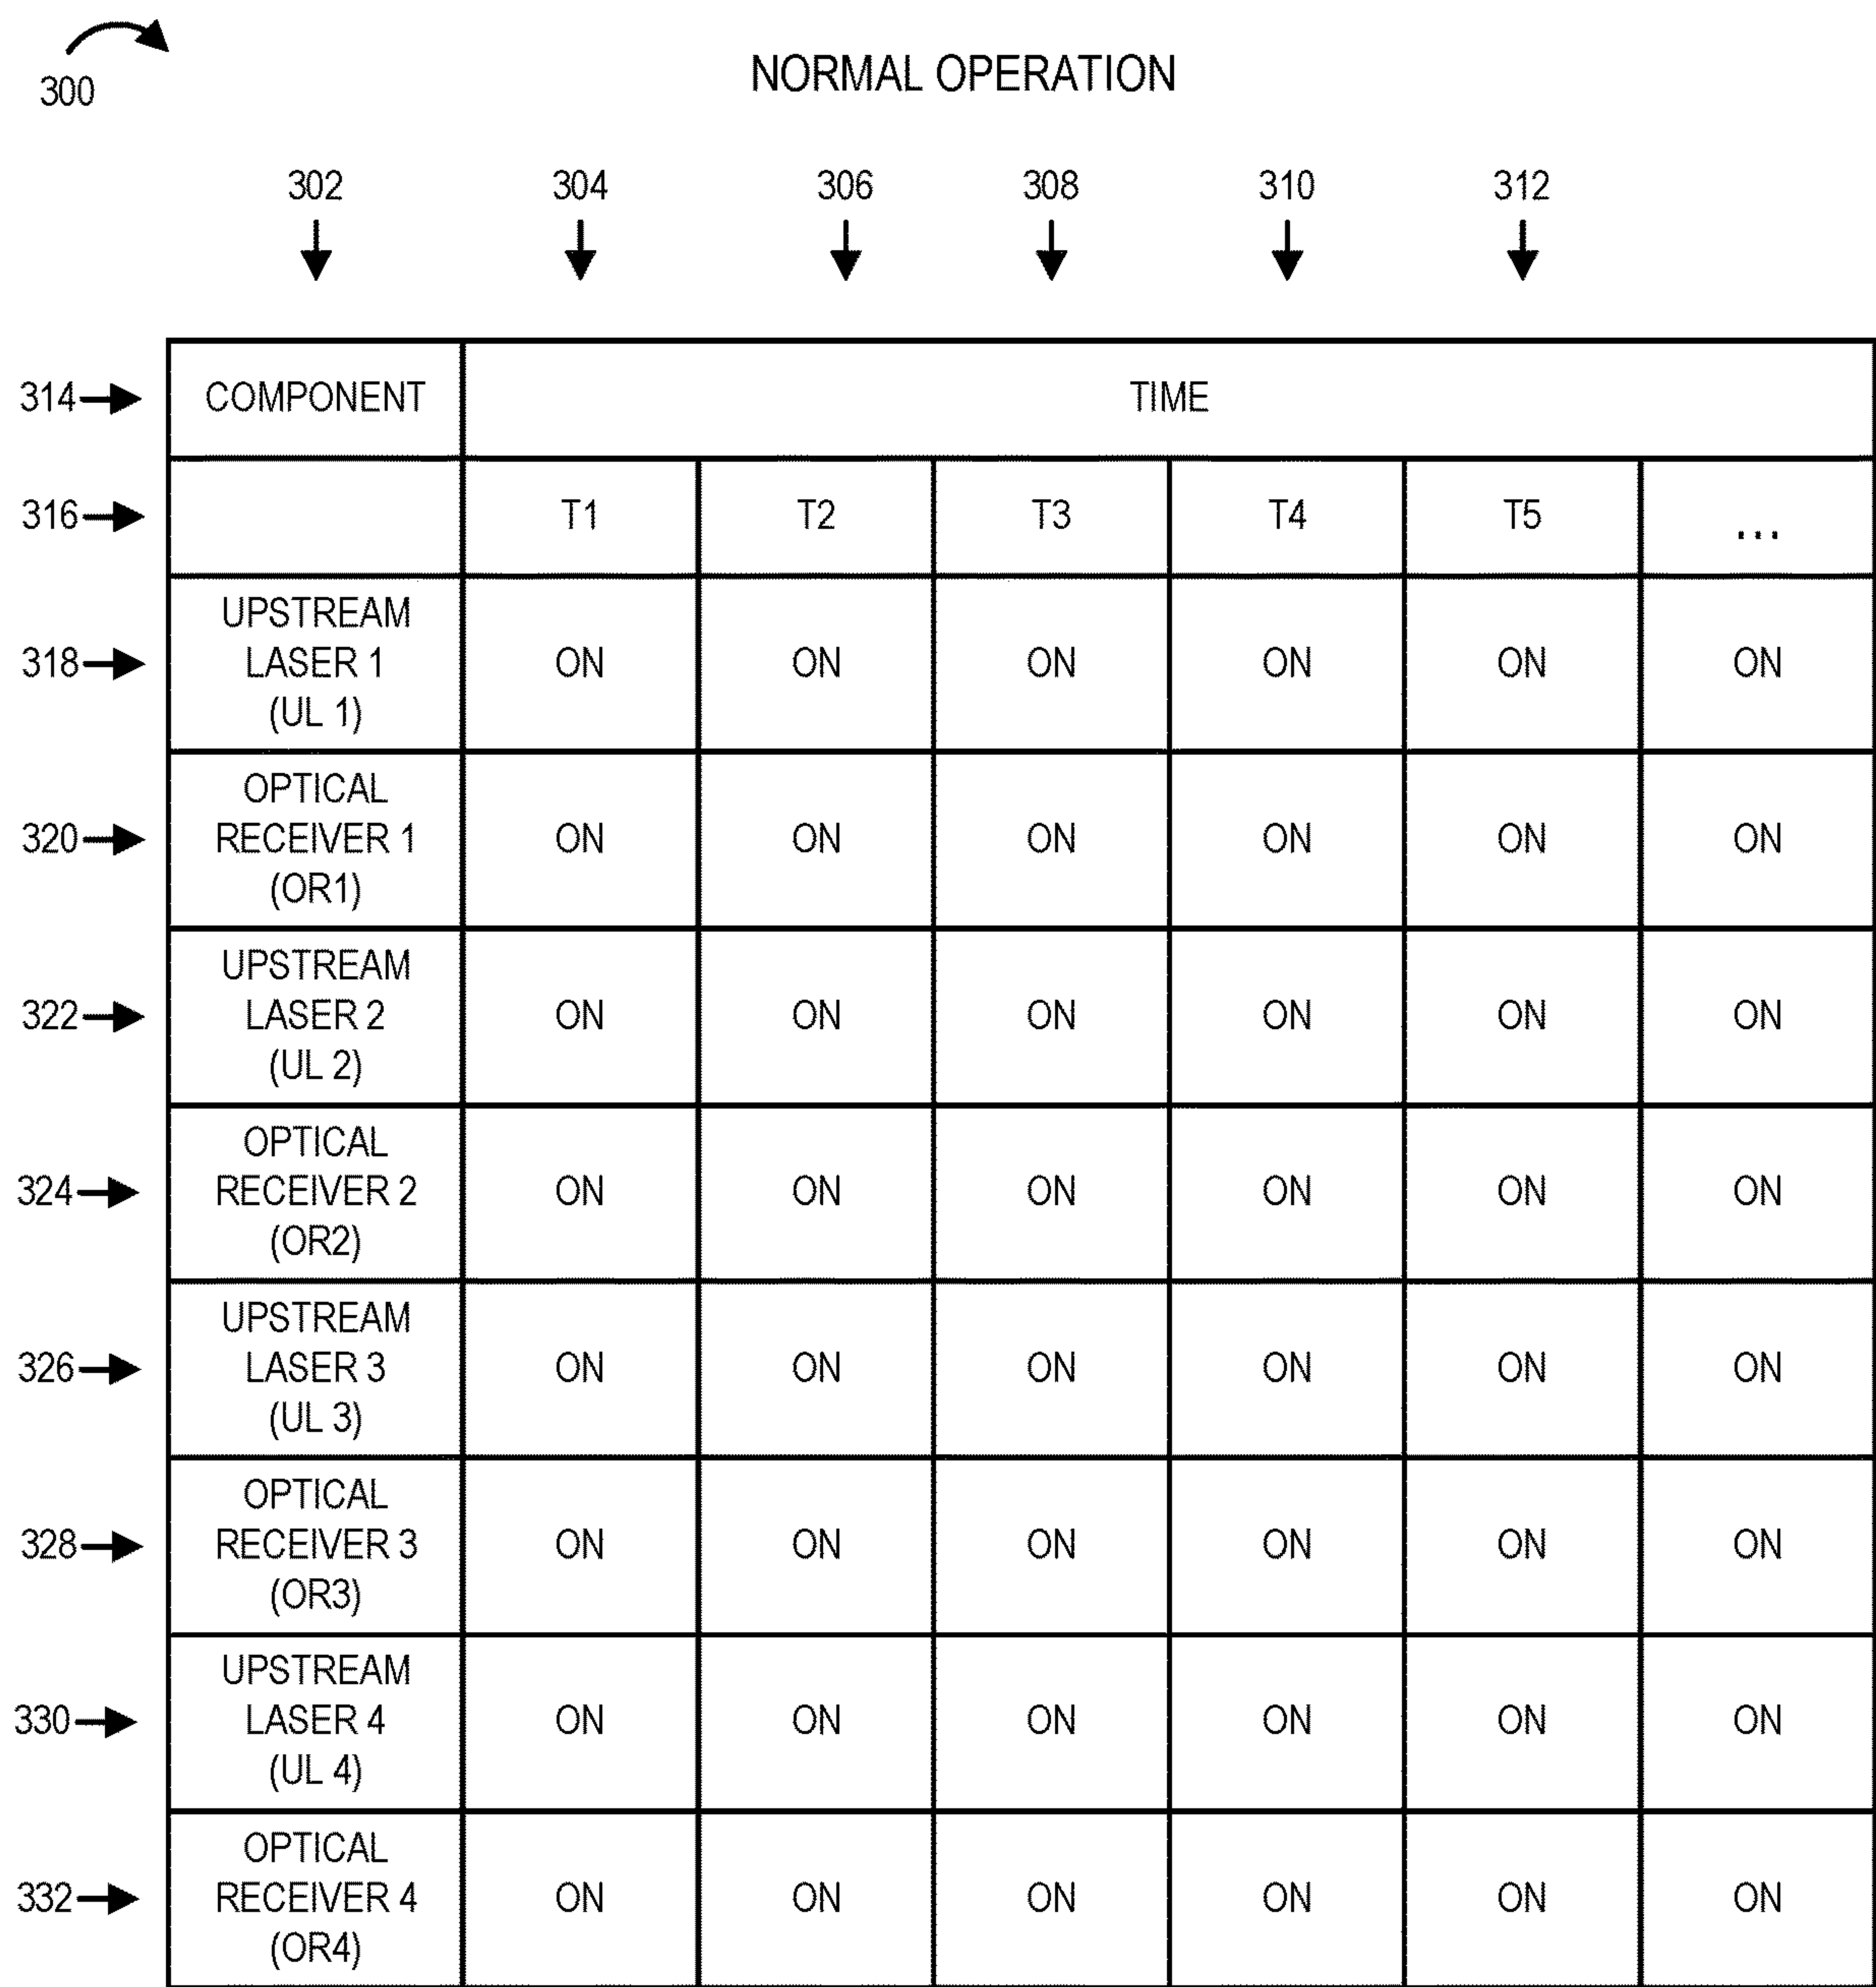 300
NORMAL OPERATION
302 304 306 308 310 312
314 COMPONENT TIME
316 T1 T2 T3 T4 T5 ...
UPSTREAM
318 LASER 1 ON ON ON ON ON ON
(UL 1)
OPTICAL
320 RECEIVER 1 ON ON ON ON ON ON
(OR1)
UPSTREAM
322 LASER 2 ON ON ON ON ON ON
(UL 2)
OPTICAL
324 RECEIVER 2 ON ON ON ON ON ON
(OR2)
UPSTREAM
326 LASER 3 ON ON ON ON ON ON
(UL 3)
OPTICAL
328 RECEIVER 3 ON ON ON ON ON ON
(OR3)
UPSTREAM
330 LASER 4 ON ON ON ON ON ON
(UL 4)
OPTICAL
332 RECEIVER 4 ON ON ON ON ON ON
(OR4)